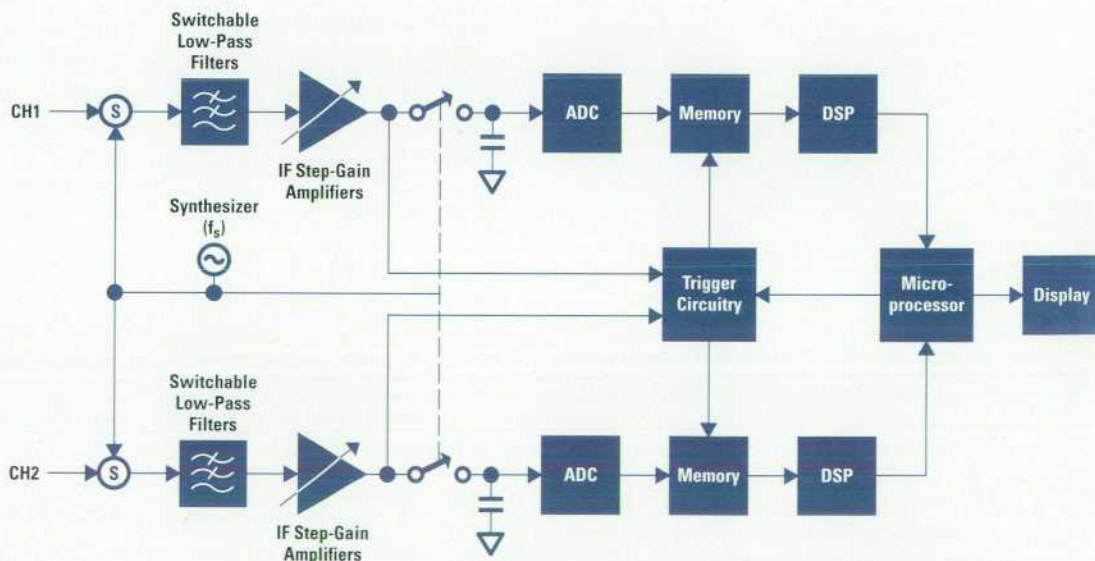 Switchable
Low-Pass
Filters
CH1
S
IF Step-Gain
Amplifiers
ADC
Memory
DSP
Synthesizer
(fs)
Trigger
Circuitry
Micro-
processor
Display
Switchable
Low-Pass
Filters
CH2
S
IF Step-Gain
Amplifiers
ADC
Memory
DSP